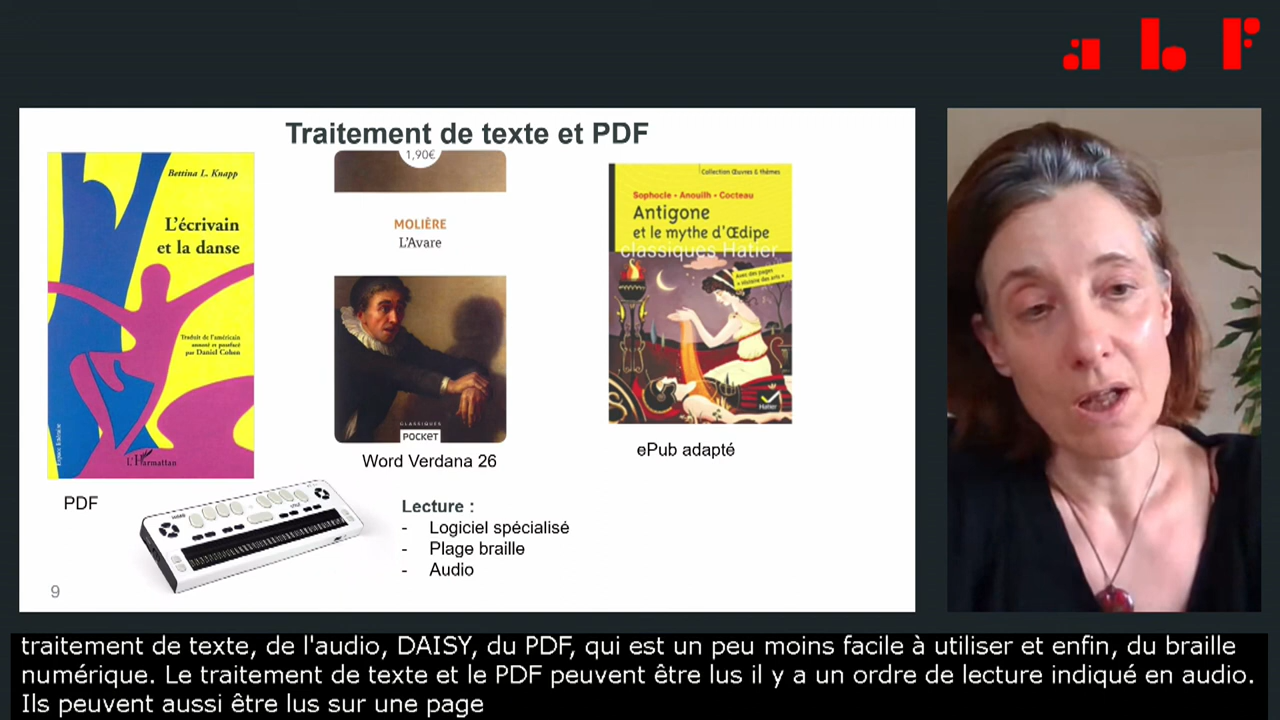 a b f
Traitement de texte et PDF
Bettina L. Knapp
L'écrivain
et la danse
Traduit de l'américain
annoté et postfacé
par Daniel Cohen
L'Harmattan
PDF
1,90€
MOLIÈRE
L'Avare
CLASSIQUES
POCKET
Word Verdana 26
Collection Œuvres & thèmes
Sophocle • Anouilh • Cocteau
Antigone
et le mythe d'Œdipe
classiques Hatier
Avec des pages
« Histoire des arts »
Hatier
ePub adapté
Lecture :
- Logiciel spécialisé
- Plage braille
- Audio
9
traitement de texte, de l'audio, DAISY, du PDF, qui est un peu moins facile à utiliser et enfin, du braille
numérique. Le traitement de texte et le PDF peuvent être lus il y a un ordre de lecture indiqué en audio.
Ils peuvent aussi être lus sur une page